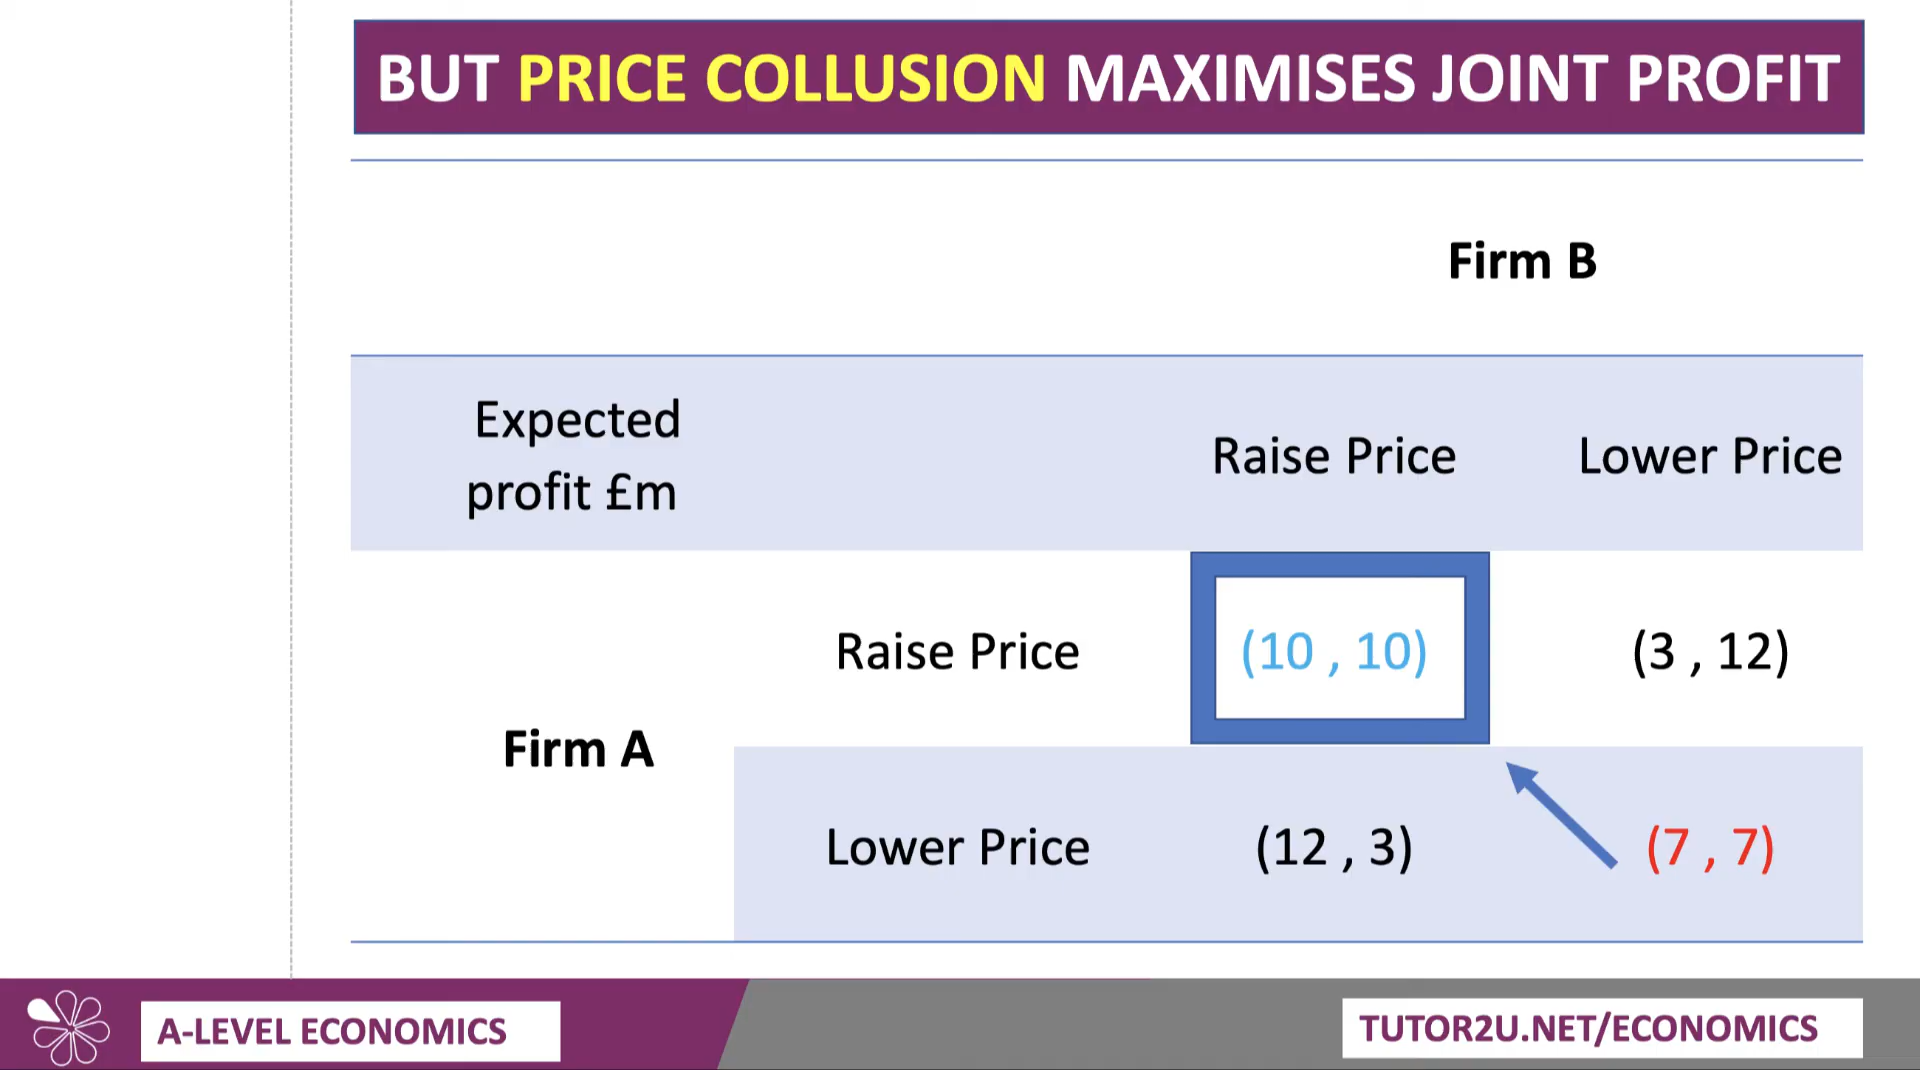 BUT PRICE COLLUSION MAXIMISES JOINT PROFIT
Firm B
Expected
profit £m
Raise Price
Lower Price
Raise Price
(10 , 10)
(3 , 12)
Firm A
Lower Price
(12 , 3)
(7 , 7)
A-LEVEL ECONOMICS
TUTOR2U.NET/ECONOMICS